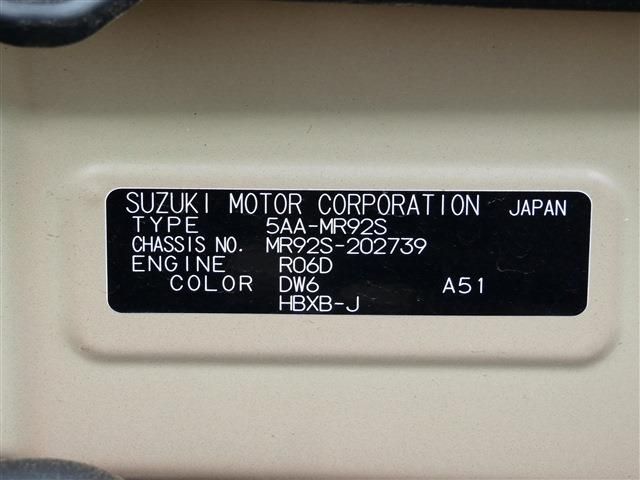 SUZUKI MOTOR CORPORATION JAPAN
TYPE 5AA-MR92S
CHASSIS NO. MR92S-202739
ENGINE R06D
COLOR DW6 A51
HBXB-J